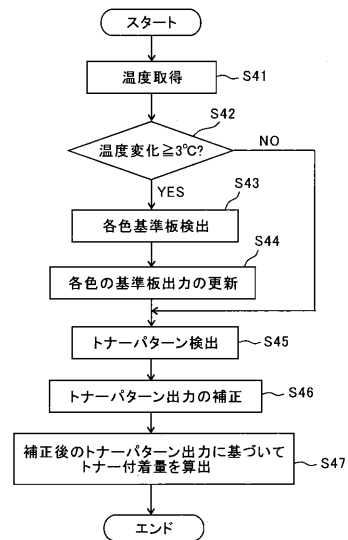 スタート
温度取得
S41
温度変化≧3℃?
S42
NO
YES
各色基準板検出
S43
各色の基準板出力の更新
S44
トナーパターン検出
S45
トナーパターン出力の補正
S46
補正後のトナーパターン出力に基づいて
トナー付着量を算出
S47
エンド